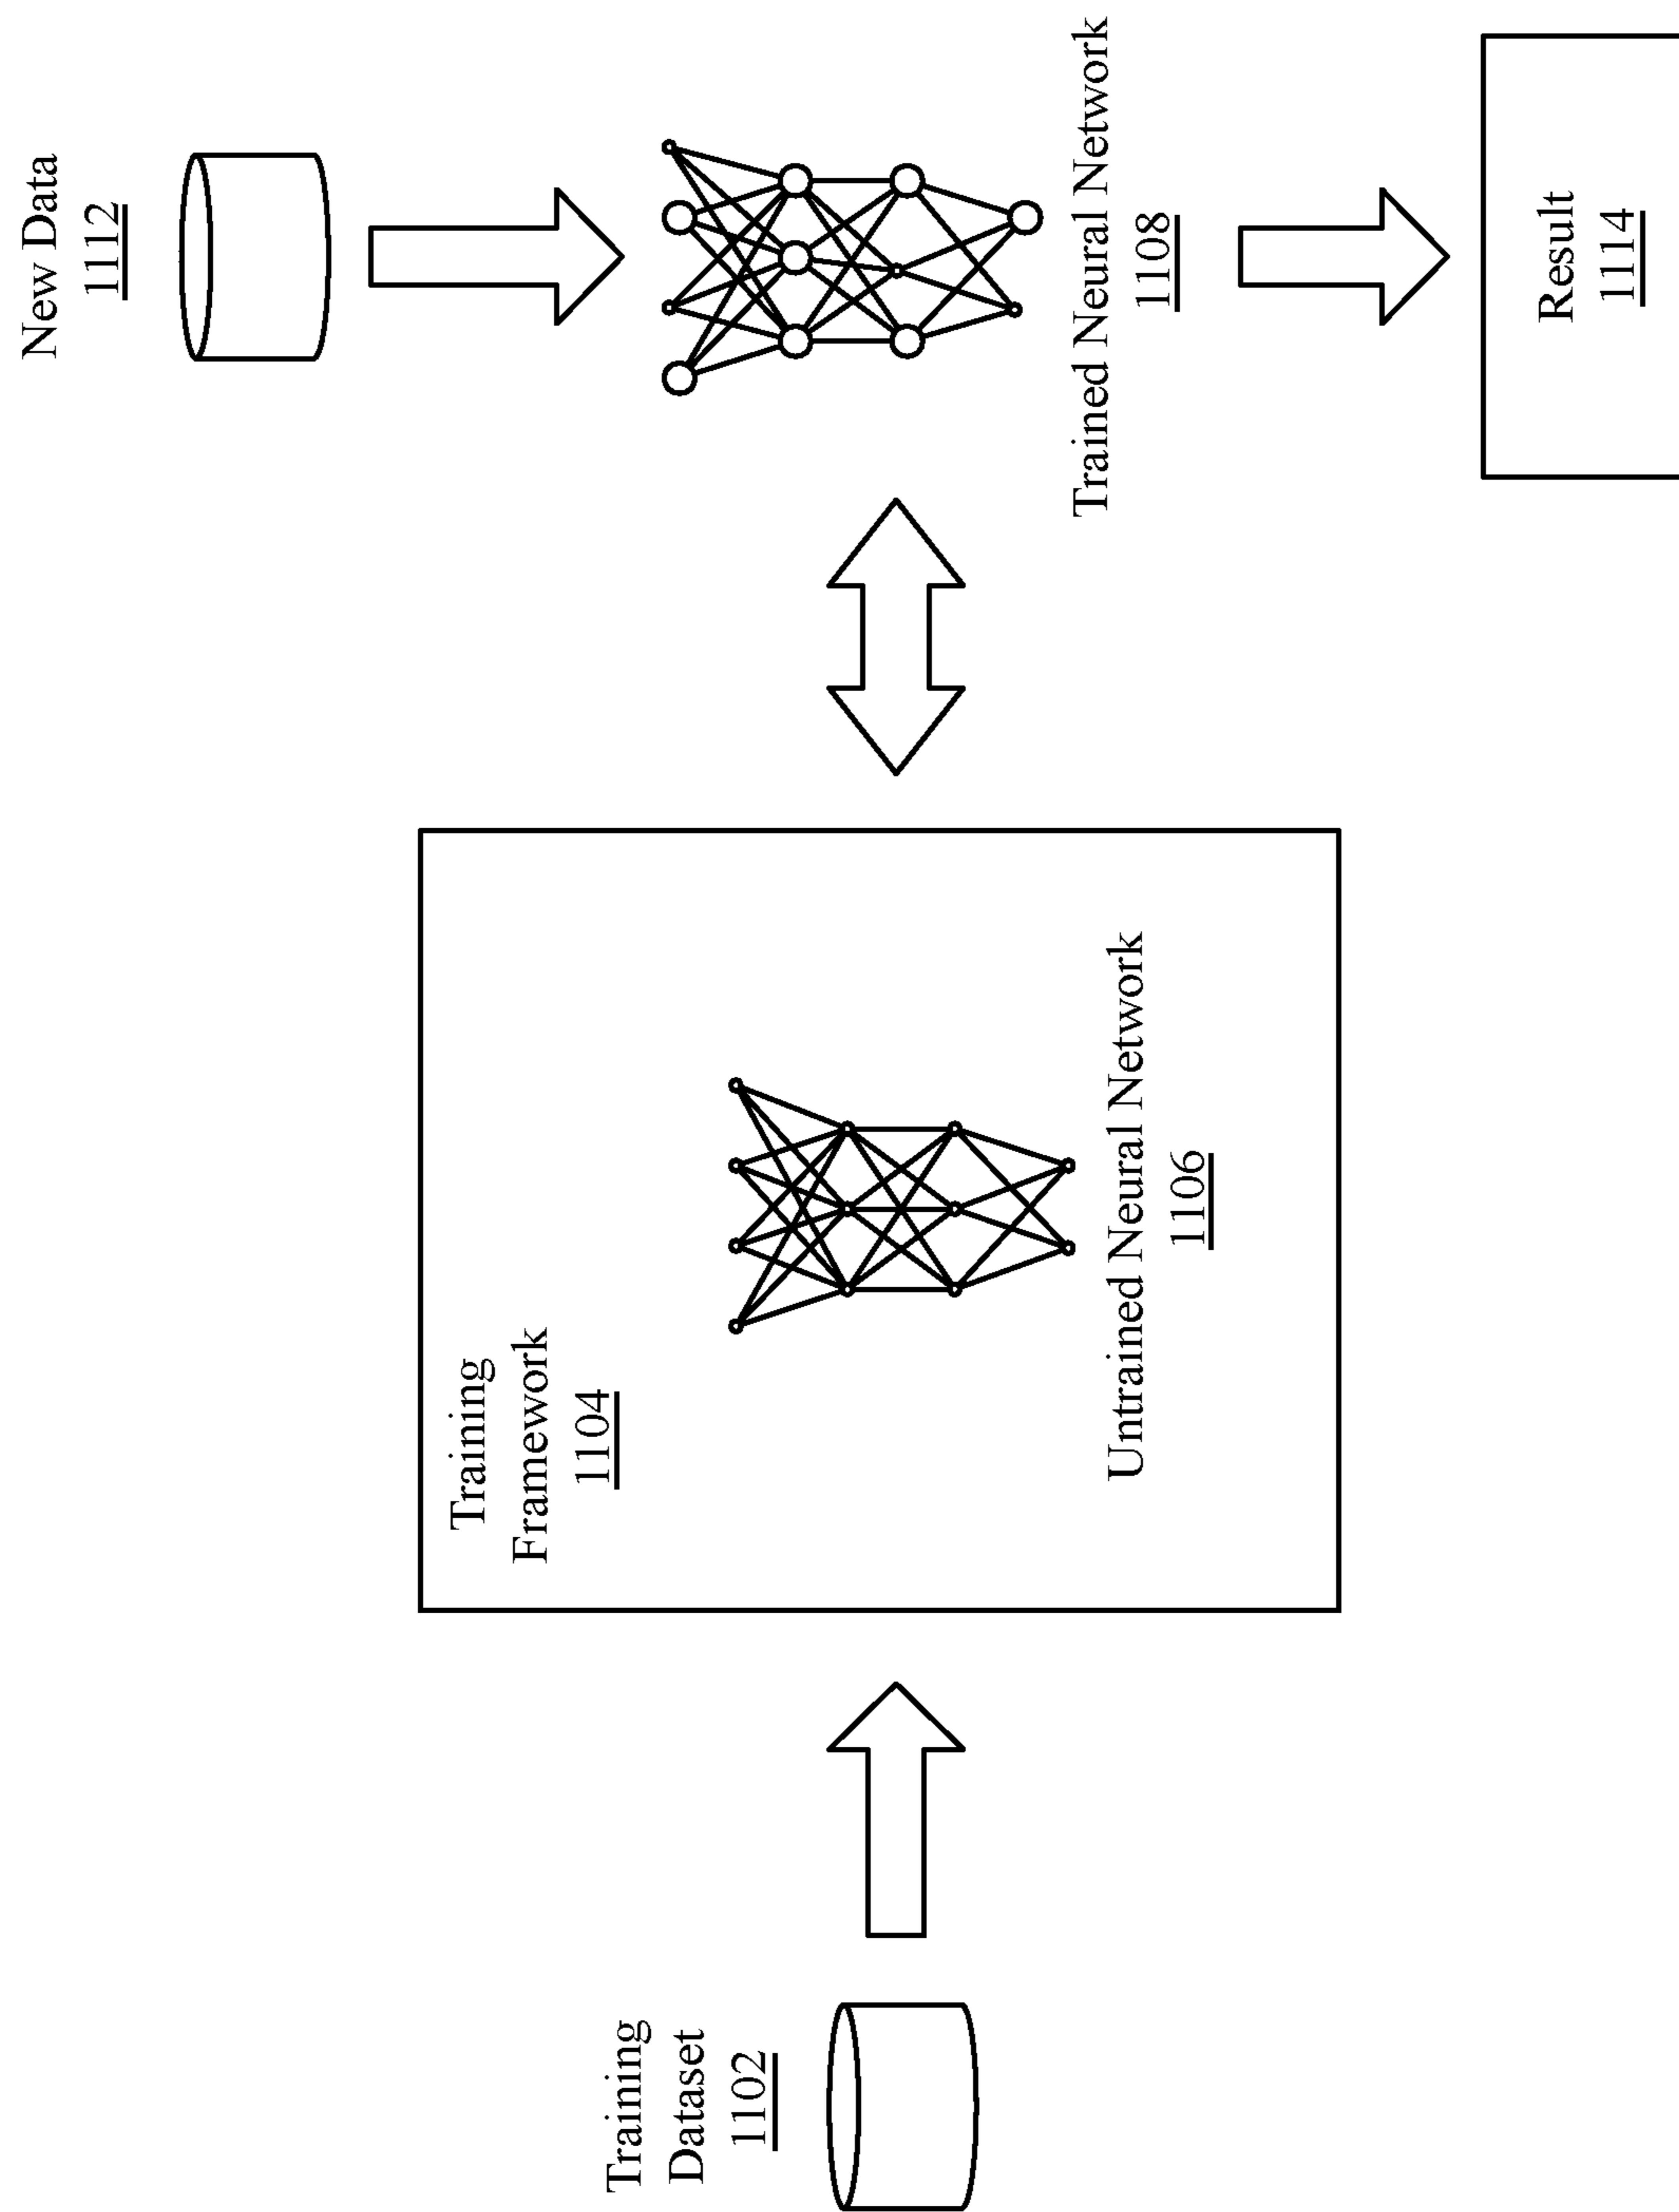 Training
Dataset
1102
Training
Framework
1104
Untrained Neural Network
1106
New Data
1112
Trained Neural Network
1108
Result
1114